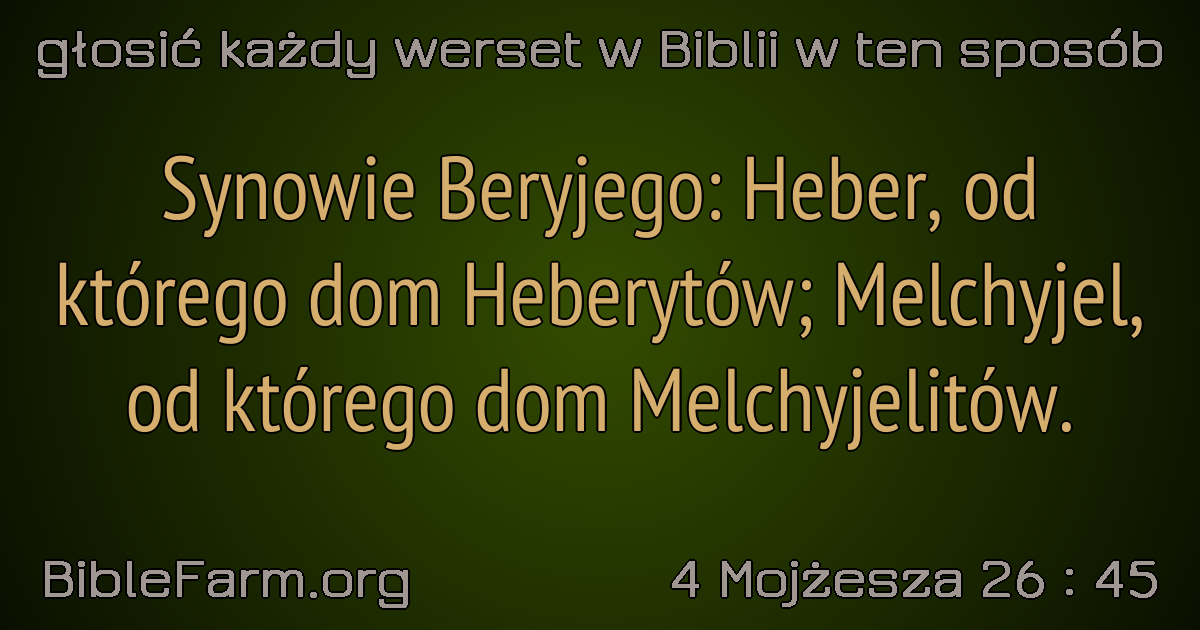 głosić każdy werset w Biblii w ten sposób
Synowie Beryjego: Heber, od
którego dom Heberytów; Melchyjel,
od którego dom Melchyjelitów.
BibleFarm.org
4 Mojżesza 26 : 45